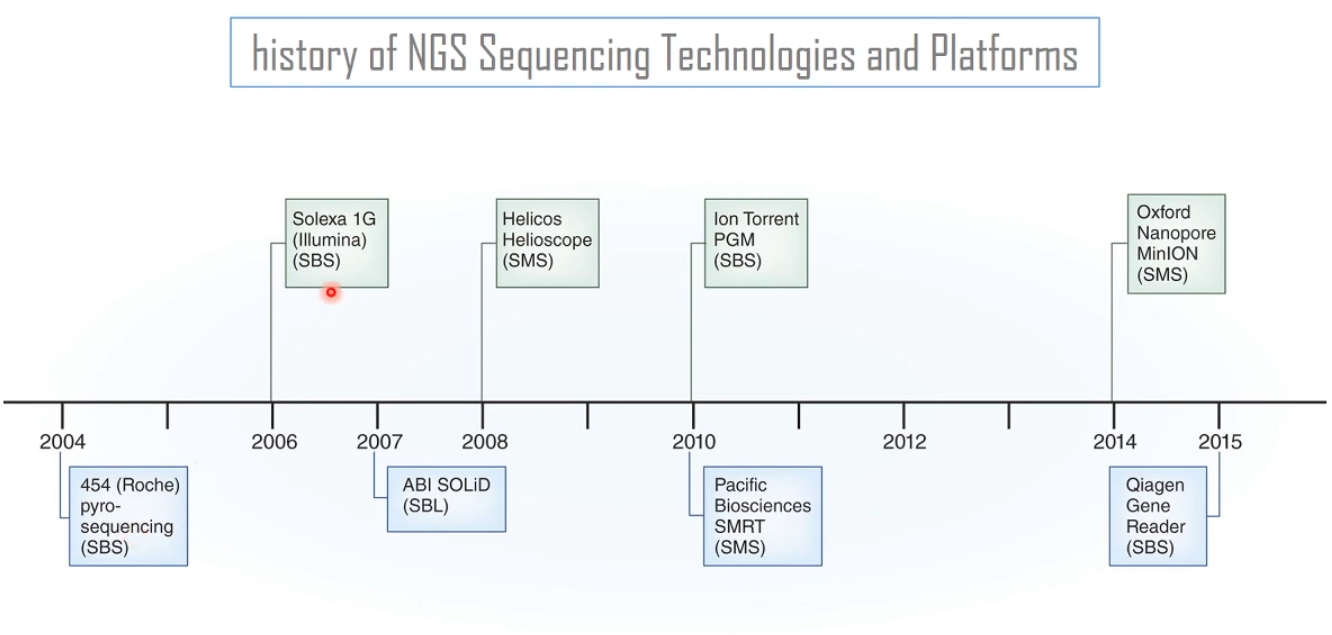 history of NGS Sequencing Technologies and Platforms
Solexa 1G
(Illumina)
(SBS)
Helicos
Helioscope
(SMS)
Ion Torrent
PGM
(SBS)
Oxford
Nanopore
MinION
(SMS)
2004
2006
2007
2008
2010
2012
2014
2015
454 (Roche)
pyro-
sequencing
(SBS)
ABI SOLiD
(SBL)
Pacific
Biosciences
SMRT
(SMS)
Qiagen
Gene
Reader
(SBS)